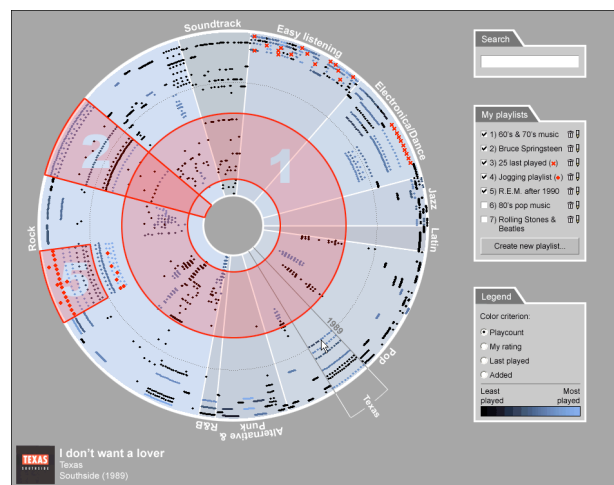 Soundtrack
Easy listening
Electronica/Dance
Jazz
Latin
Pop
Alternative & Punk
R&B
Rock
1
2
5
1989
Texas
Search
My playlists
1) 60's & 70's music
2) Bruce Springsteen
3) 25 last played (×)
4) Jogging playlist (♦)
5) R.E.M. after 1990
6) 80's pop music
7) Rolling Stones &
Beatles
Create new playlist...
Legend
Color criterion:
Playcount
My rating
Last played
Added
Least Most
played played
TEXAS
SOUTHSIDE
I don't want a lover
Texas
Southside (1989)